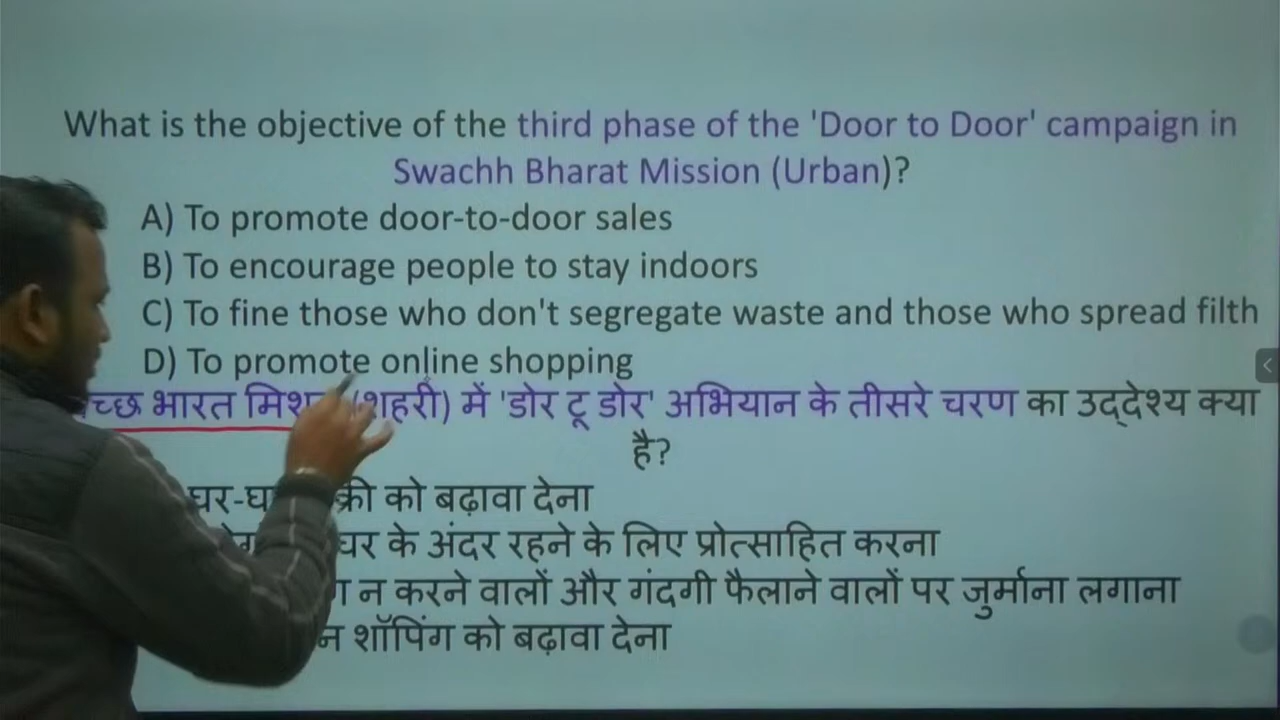 What is the objective of the third phase of the 'Door to Door' campaign in
Swachh Bharat Mission (Urban)?
A) To promote door-to-door sales
B) To encourage people to stay indoors
C) To fine those who don't segregate waste and those who spread filth
D) To promote online shopping
भारत (शहरी) में 'डोर टू डोर' अभियान के तीसरे चरण का उद्देश्य क्या
है?
को बढ़ावा देना
घर के अंदर रहने के लिए प्रोत्साहित करना
न करने वालों और गंदगी फैलाने वालों पर जुर्माना लगाना
शॉपिंग को बढ़ावा देना